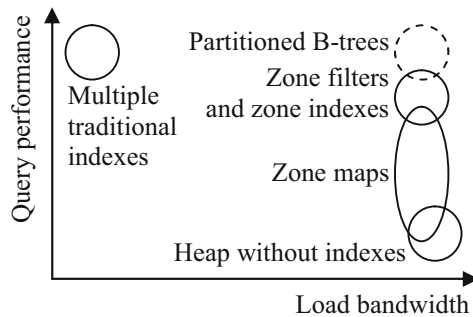 Query performance
Partitioned B-trees
Zone filters
and zone indexes
Multiple
traditional
indexes
Zone maps
Heap without indexes
Load bandwidth